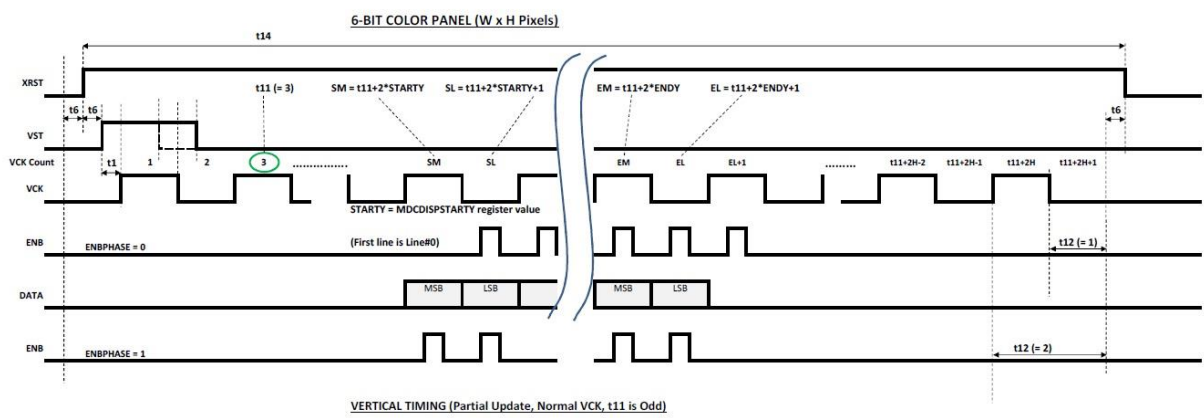 6-BIT COLOR PANEL (W x H Pixels)
t14
XRST
t11 (= 3)
SM = t11+2*STARTY
SL = t11+2*STARTY+1
EM = t11+2*ENDY
EL = t11+2*ENDY+1
t6
t6
t6
VST
VCK Count
t1
1
2
3
...............
SM
SL
EM
EL
EL+1
.........
t11+2H-2
t11+2H-1
t11+2H
t11+2H+1
VCK
STARTY = MDCDISPSTARTY register value
ENB
ENBPHASE = 0
(First line is Line#0)
t12 (= 1)
DATA
MSB
LSB
MSB
LSB
ENB
ENBPHASE = 1
t12 (= 2)
VERTICAL TIMING (Partial Update, Normal VCK, t11 is Odd)